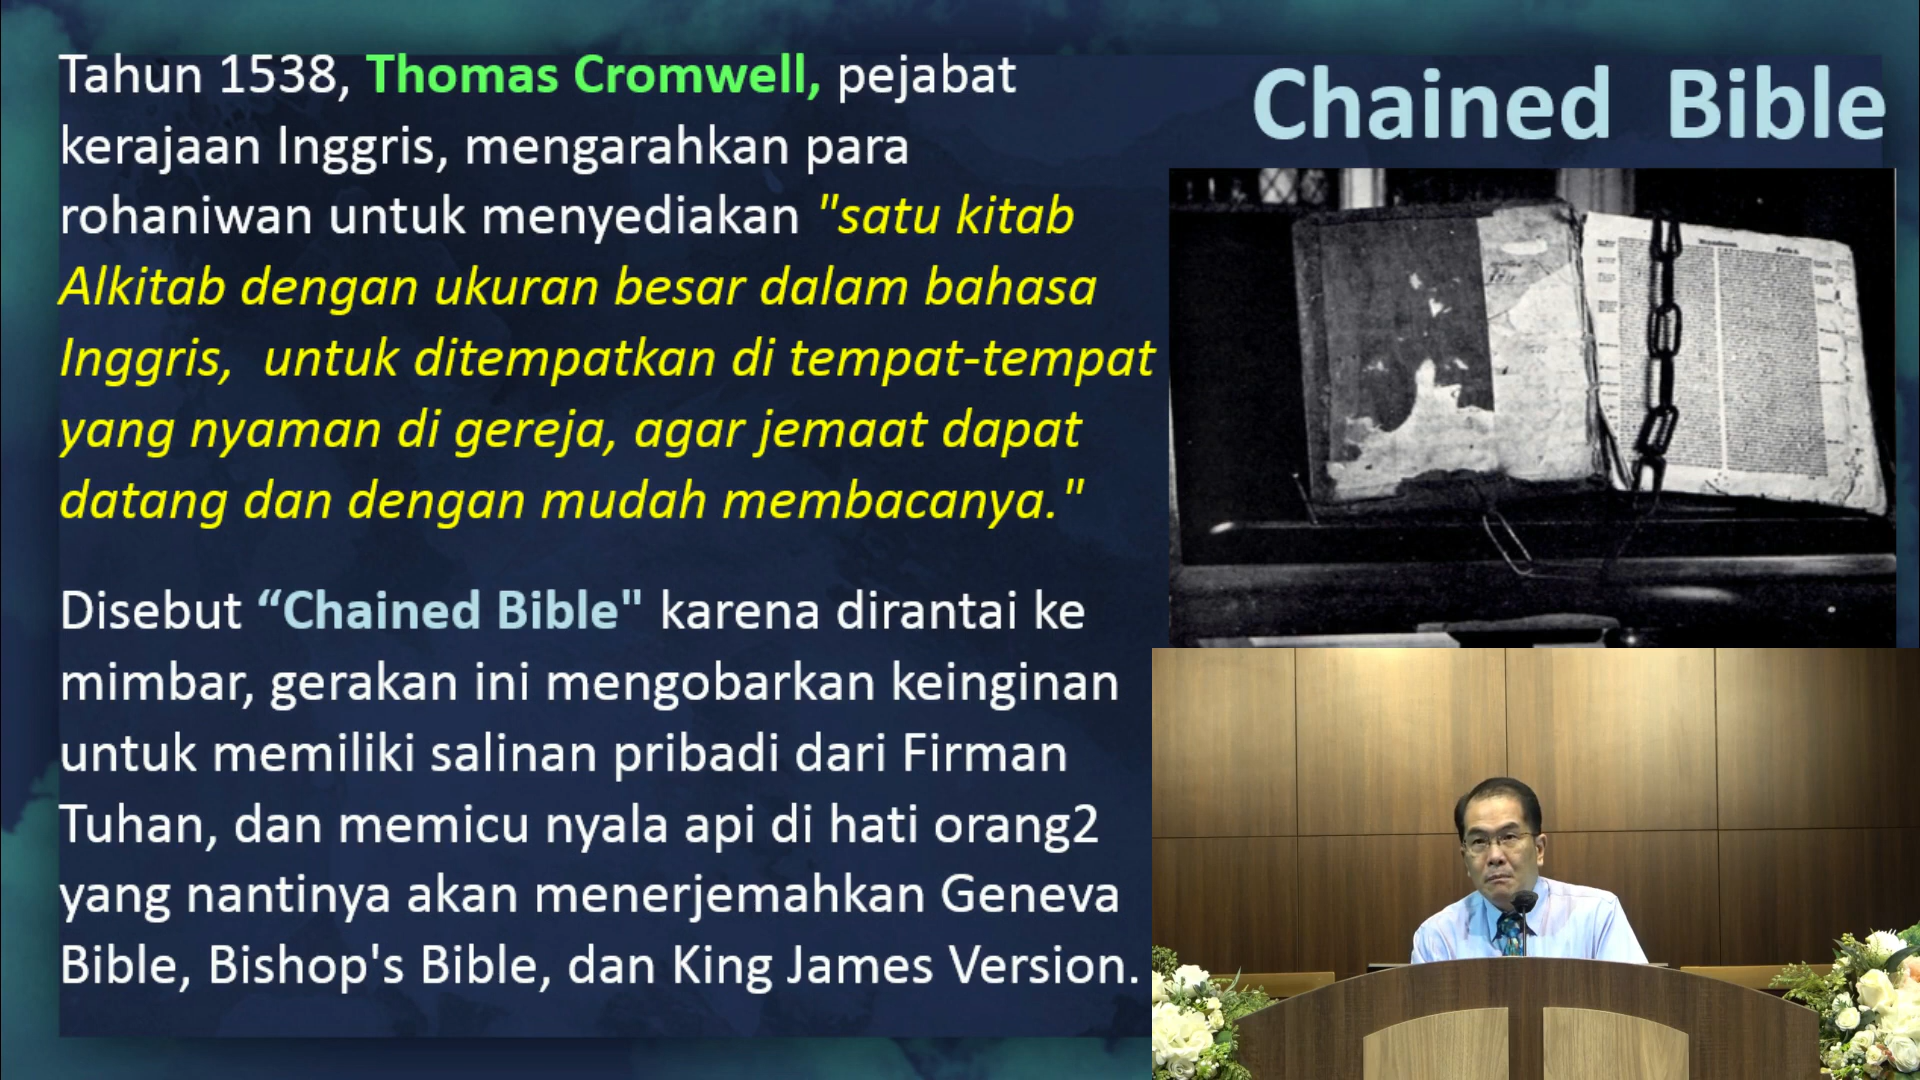 Chained Bible
Tahun 1538, Thomas Cromwell, pejabat
kerajaan Inggris, mengarahkan para
rohaniwan untuk menyediakan "satu kitab
Alkitab dengan ukuran besar dalam bahasa
Inggris, untuk ditempatkan di tempat-tempat
yang nyaman di gereja, agar jemaat dapat
datang dan dengan mudah membacanya."
Disebut “Chained Bible" karena dirantai ke
mimbar, gerakan ini mengobarkan keinginan
untuk memiliki salinan pribadi dari Firman
Tuhan, dan memicu nyala api di hati orang2
yang nantinya akan menerjemahkan Geneva
Bible, Bishop's Bible, dan King James Version.